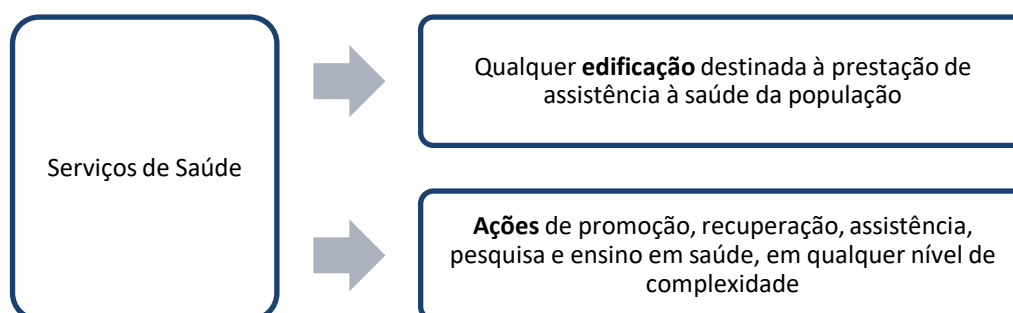 Serviços de Saúde
Qualquer edificação destinada à prestação de
assistência à saúde da população
Ações de promoção, recuperação, assistência,
pesquisa e ensino em saúde, em qualquer nível de
complexidade